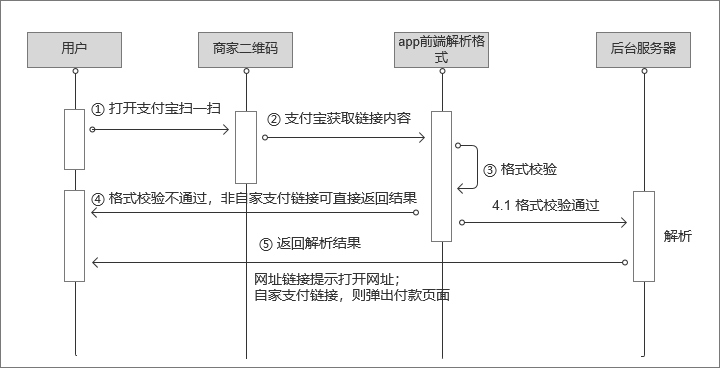 用户
商家二维码
app前端解析格
式
后台服务器
① 打开支付宝扫一扫
② 支付宝获取链接内容
③ 格式校验
④ 格式校验不通过，非自家支付链接可直接返回结果
4.1 格式校验通过
解析
⑤ 返回解析结果
网址链接提示打开网址；
自家支付链接，则弹出付款页面